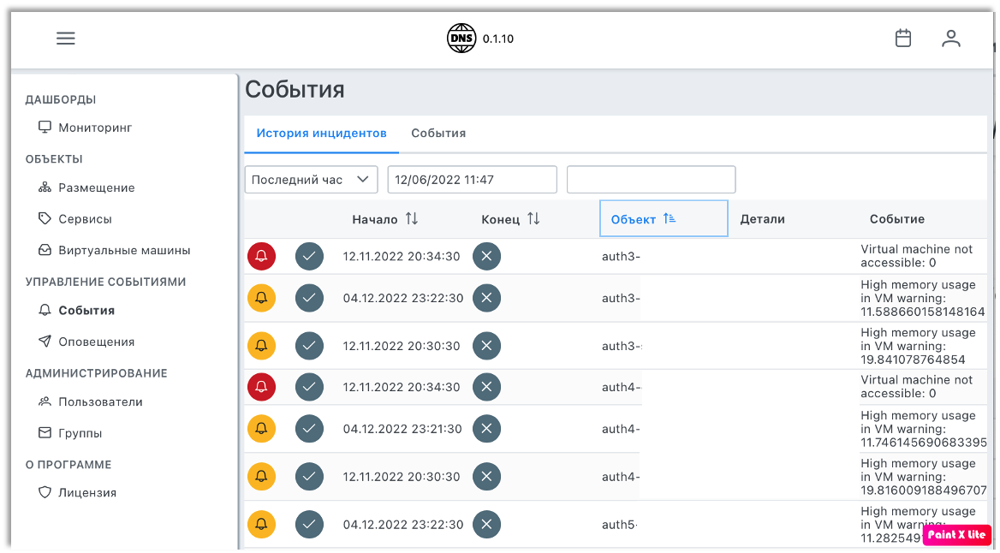 DNS 0.1.10
ДАШБОРДЫ
Мониторинг
ОБЪЕКТЫ
Размещение
Сервисы
Виртуальные машины
УПРАВЛЕНИЕ СОБЫТИЯМИ
События
Оповещения
АДМИНИСТРИРОВАНИЕ
Пользователи
Группы
О ПРОГРАММЕ
Лицензия
События
История инцидентов События
Последний час 12/06/2022 11:47
Начало Конец Объект Детали Событие
12.11.2022 20:34:30 auth3- Virtual machine not
accessible: 0
04.12.2022 23:22:30 auth3- High memory usage
in VM warning:
11.588660158148164
12.11.2022 20:30:30 auth3- High memory usage
in VM warning:
19.841078764854
12.11.2022 20:34:30 auth4- Virtual machine not
accessible: 0
04.12.2022 23:21:30 auth4- High memory usage
in VM warning:
11.746145690683395
12.11.2022 20:30:30 auth4- High memory usage
in VM warning:
19.816009188496707
04.12.2022 23:22:30 auth5- High memory usage
in VM warning:
11.282549
Paint X Lite